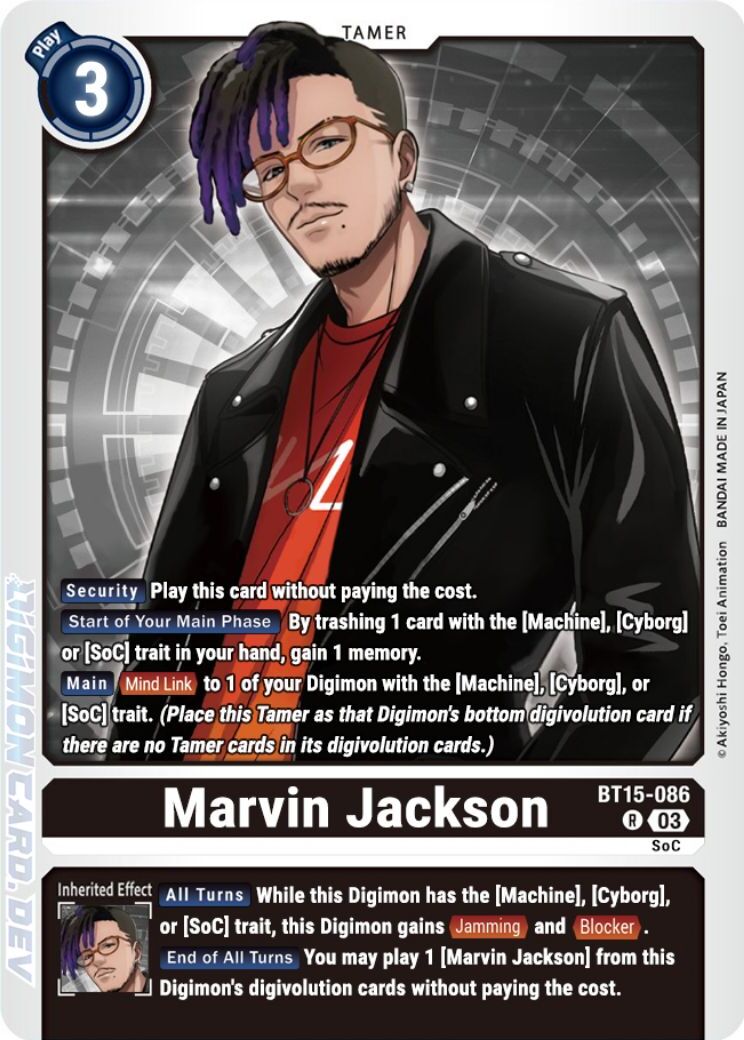 Play
3
TAMER
Security Play this card without paying the cost.
Start of Your Main Phase By trashing 1 card with the [Machine], [Cyborg]
or [SoC] trait in your hand, gain 1 memory.
Main Mind Link to 1 of your Digimon with the [Machine], [Cyborg], or
[SoC] trait. (Place this Tamer as that Digimon's bottom digivolution card if
there are no Tamer cards in its digivolution cards.)
© Akiyoshi Hongo, Toei Animation BANDAI MADE IN JAPAN
DIGIMONCARD.DEV
Marvin Jackson
BT15-086
R 03
SoC
Inherited Effect
All Turns While this Digimon has the [Machine], [Cyborg],
or [SoC] trait, this Digimon gains Jamming and Blocker.
End of All Turns You may play 1 [Marvin Jackson] from this
Digimon's digivolution cards without paying the cost.